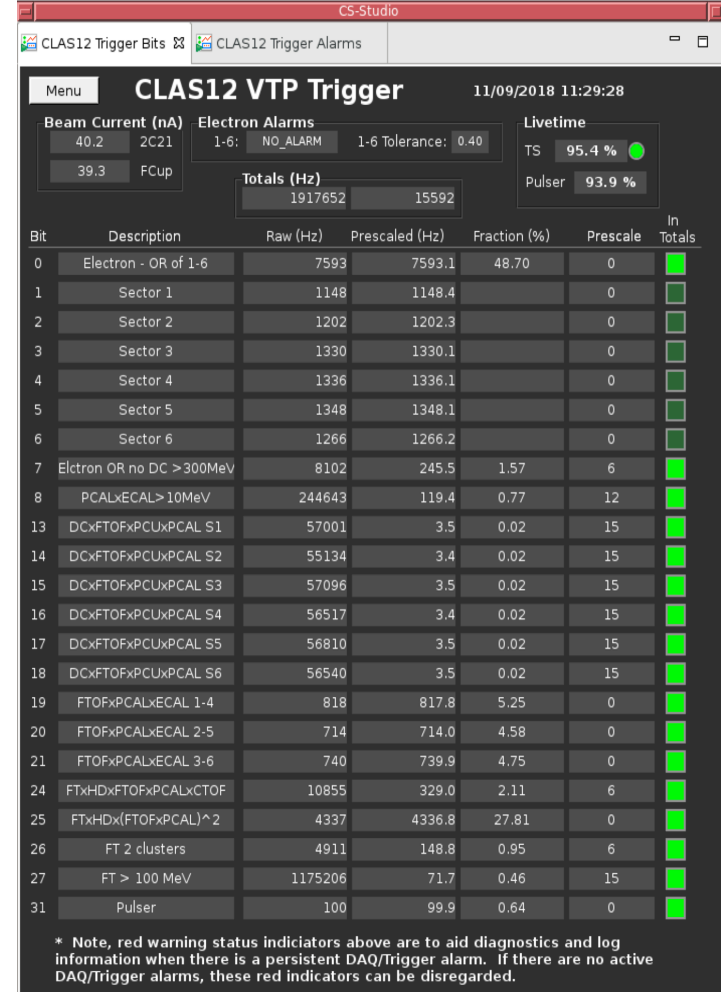 CS-Studio
CLAS12 Trigger Bits CLAS12 Trigger Alarms
Menu CLAS12 VTP Trigger 11/09/2018 11:29:28
Beam Current (nA) Electron Alarms Livetime
40.2 2C21 1-6: NO_ALARM 1-6 Tolerance: 0.40 TS 95.4 %
39.3 FCup Totals (Hz) Pulser 93.9 %
1917652 15592
Bit Description Raw (Hz) Prescaled (Hz) Fraction (%) Prescale In Totals
0 Electron - OR of 1-6 7593 7593.1 48.70 0
1 Sector 1 1148 1148.4 0
2 Sector 2 1202 1202.3 0
3 Sector 3 1330 1330.1 0
4 Sector 4 1336 1336.1 0
5 Sector 5 1348 1348.1 0
6 Sector 6 1266 1266.2 0
7 Elctron OR no DC >300MeV 8102 245.5 1.57 6
8 PCALxECAL>10MeV 244643 119.4 0.77 12
13 DCxFTOFxPCUxPCAL S1 57001 3.5 0.02 15
14 DCxFTOFxPCUxPCAL S2 55134 3.4 0.02 15
15 DCxFTOFxPCUxPCAL S3 57096 3.5 0.02 15
16 DCxFTOFxPCUxPCAL S4 56517 3.4 0.02 15
17 DCxFTOFxPCUxPCAL S5 56810 3.5 0.02 15
18 DCxFTOFxPCUxPCAL S6 56540 3.5 0.02 15
19 FTOFxPCALxECAL 1-4 818 817.8 5.25 0
20 FTOFxPCALxECAL 2-5 714 714.0 4.58 0
21 FTOFxPCALxECAL 3-6 740 739.9 4.75 0
24 FTxHDxFTOFxPCALxCTOF 10855 329.0 2.11 6
25 FTxHDx(FTOFxPCAL)^2 4337 4336.8 27.81 0
26 FT 2 clusters 4911 148.8 0.95 6
27 FT > 100 MeV 1175206 71.7 0.46 15
31 Pulser 100 99.9 0.64 0
* Note, red warning status indiciators above are to aid diagnostics and log
information when there is a persistent DAQ/Trigger alarm. If there are no active
DAQ/Trigger alarms, these red indicators can be disregarded.